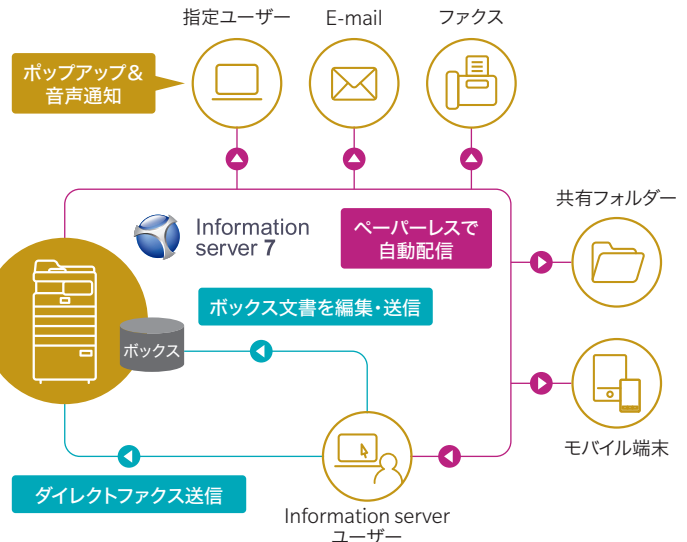 指定ユーザー
E-mail
ファクス
ポップアップ&
音声通知
共有フォルダー
Information
server 7
ペーパーレスで
自動配信
ボックス文書を編集・送信
ボックス
モバイル端末
ダイレクトファクス送信
Information server
ユーザー